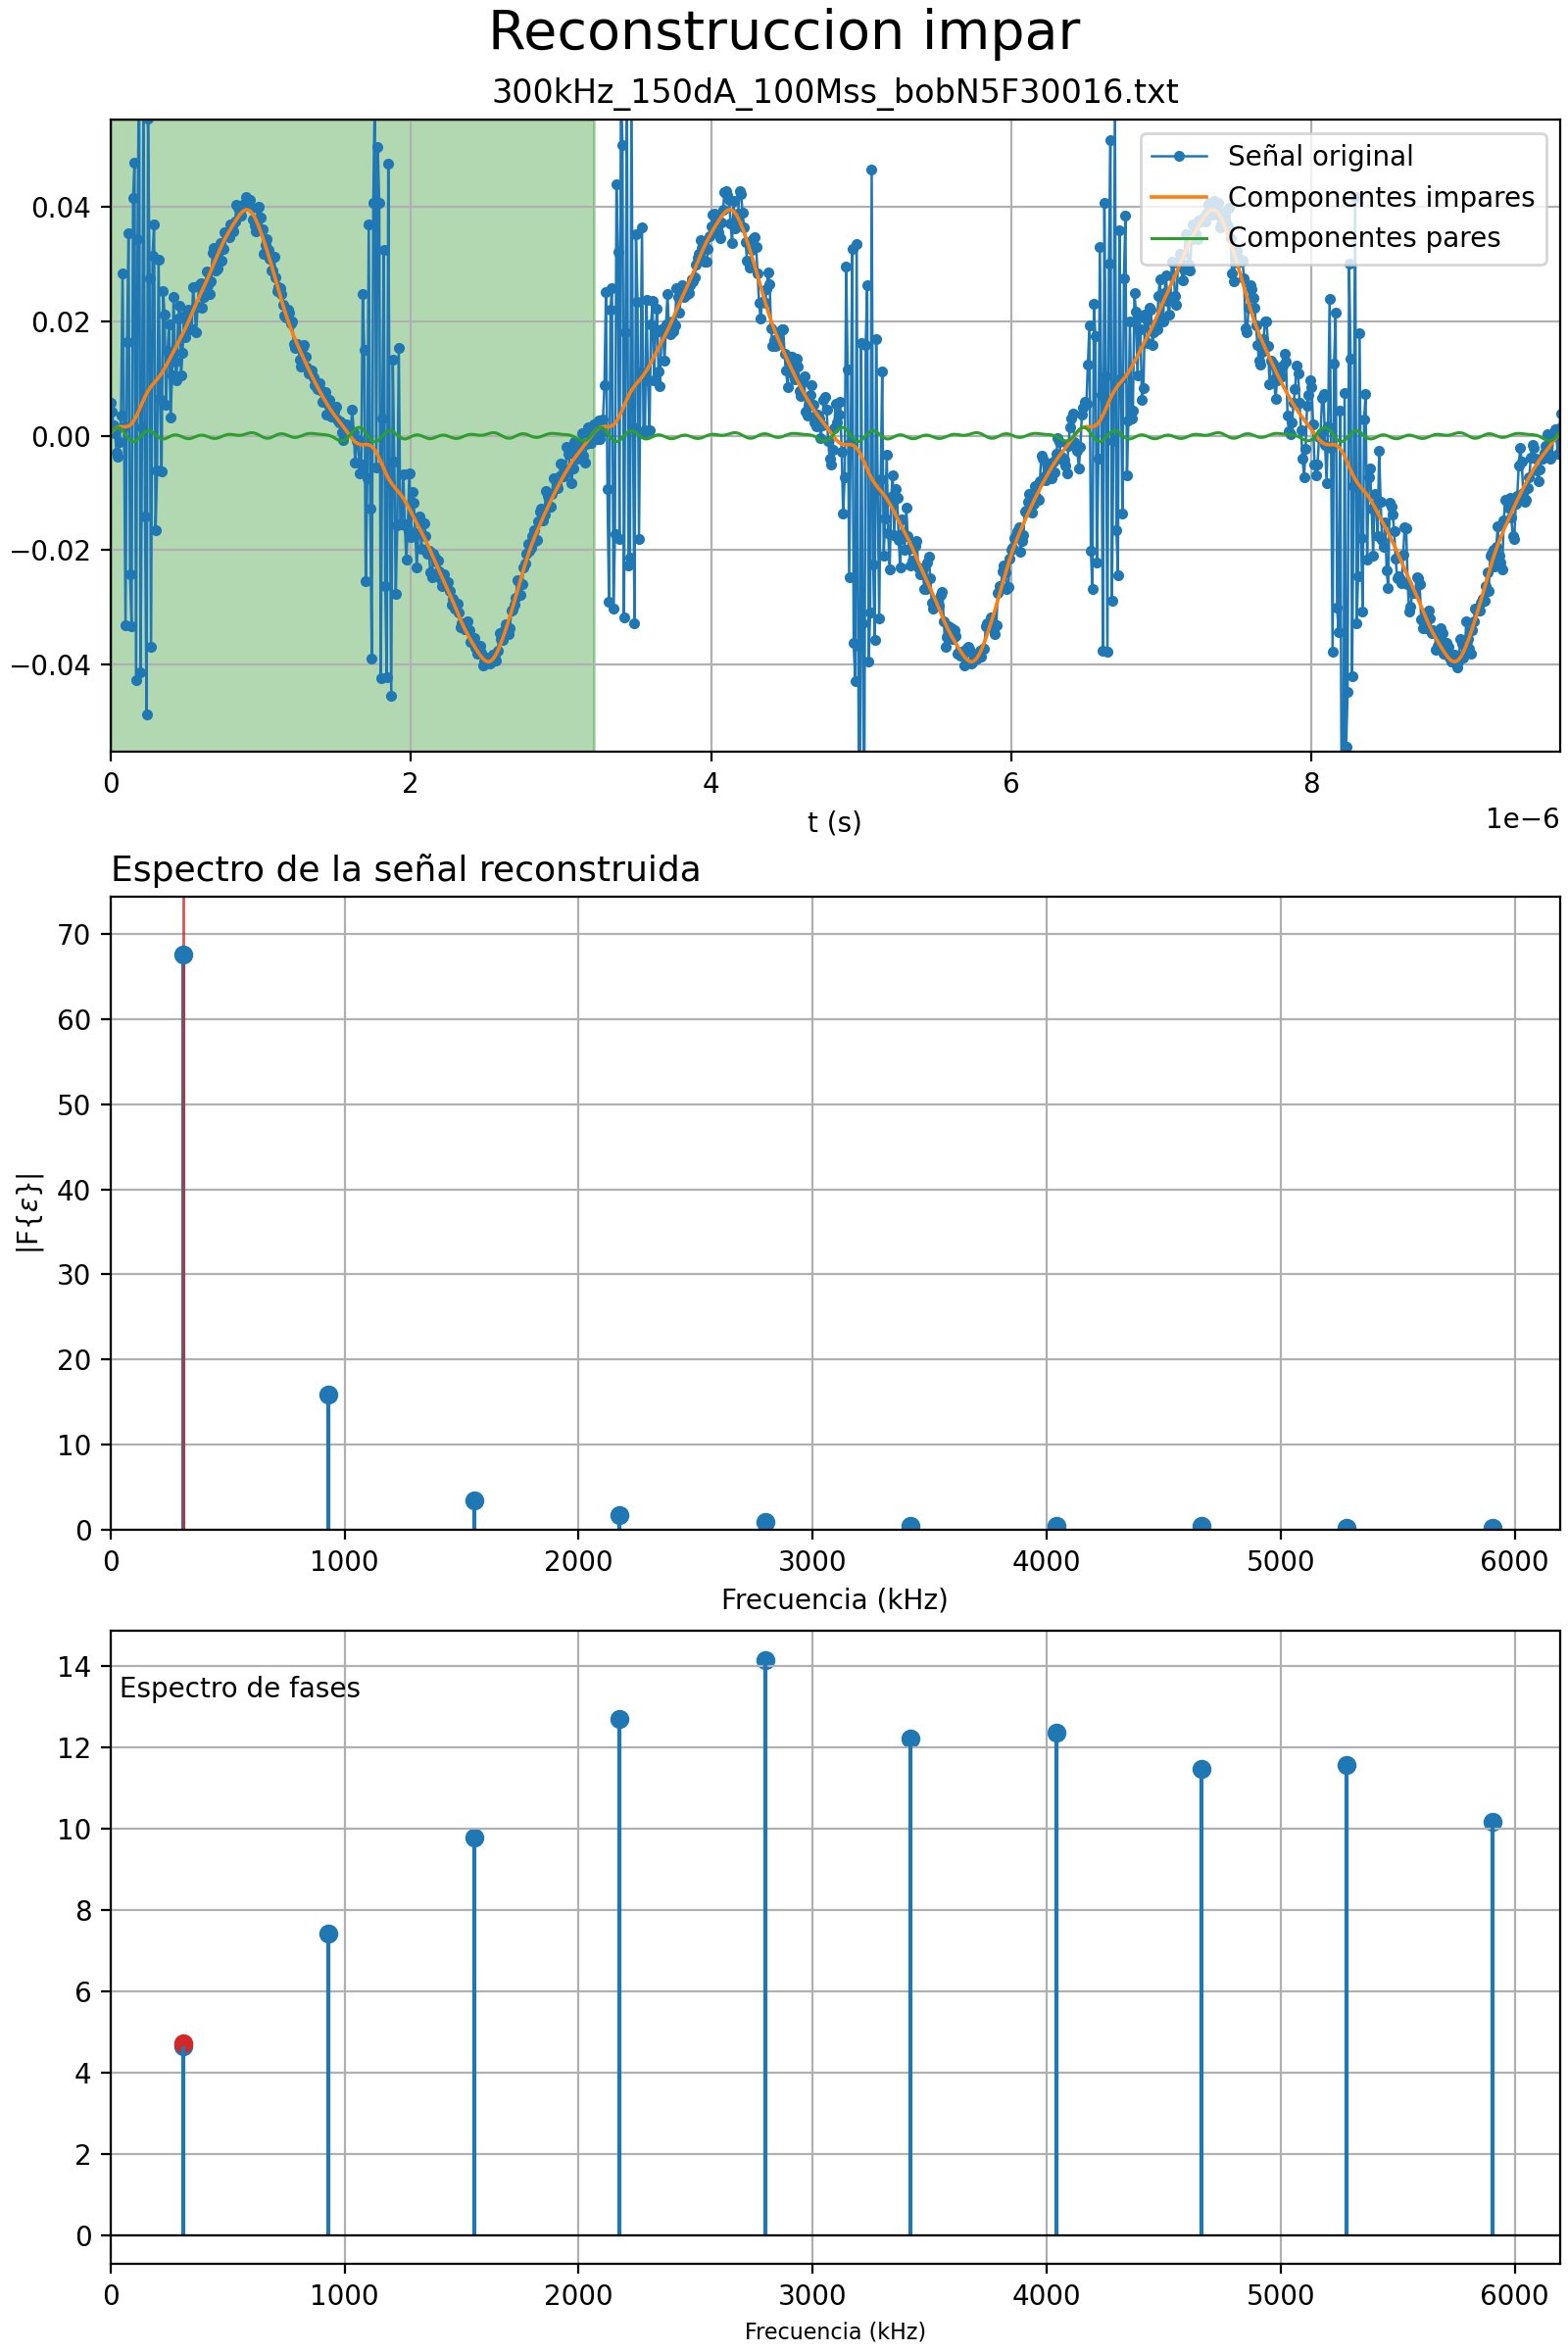 Reconstruccion impar
300kHz_150dA_100Mss_bobN5F30016.txt
Señal original
Componentes impares
Componentes pares
0.04
0.02
0.00
−0.02
−0.04
0 2 4 6 8
1e−6
t (s)
Espectro de la señal reconstruida
70
60
50
40
30
20
10
0
|F{ε}|
0 1000 2000 3000 4000 5000 6000
Frecuencia (kHz)
14
Espectro de fases
12
10
8
6
4
2
0
0 1000 2000 3000 4000 5000 6000
Frecuencia (kHz)